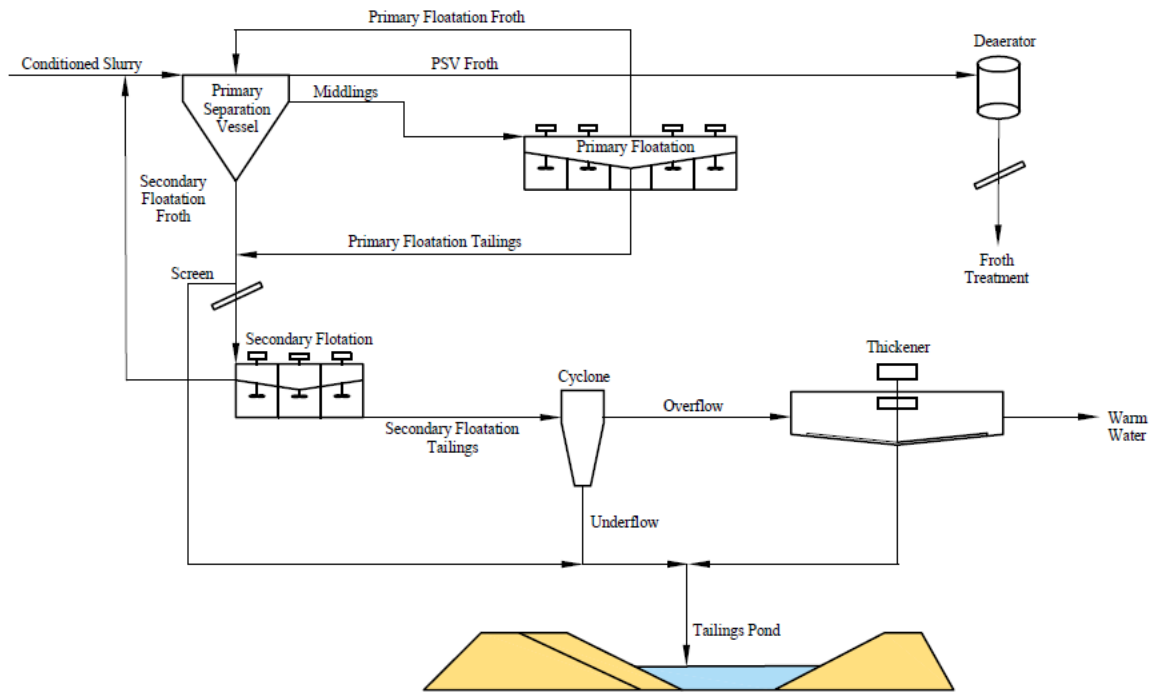 Primary Floatation Froth
Conditioned Slurry
PSV Froth
Deaerator
Primary
Separation
Vessel
Middlings
Primary Floatation
Secondary
Floatation
Froth
Primary Floatation Tailings
Froth
Treatment
Screen
Secondary Flotation
Thickener
Cyclone
Overflow
Secondary Floatation
Tailings
Warm
Water
Underflow
Tailings Pond